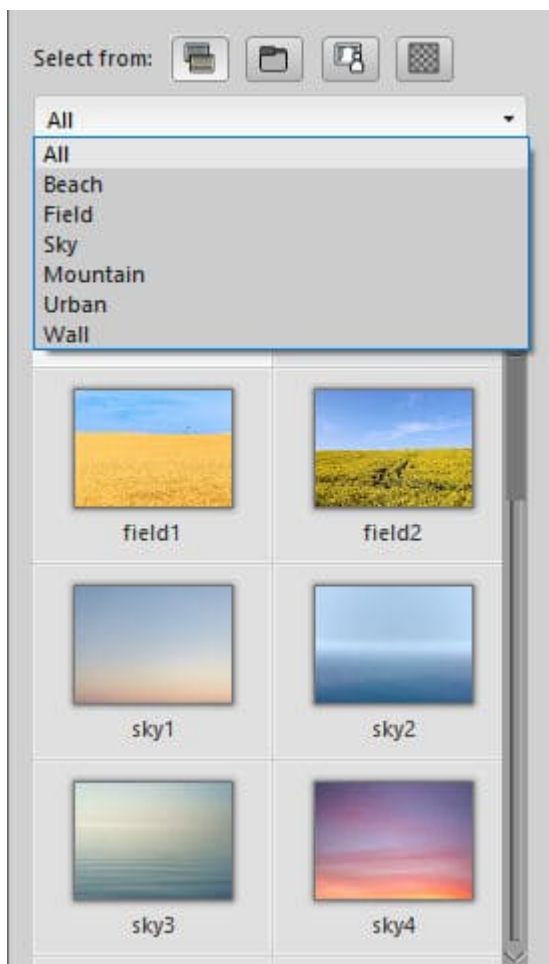 Select from:
All
All
Beach
Field
Sky
Mountain
Urban
Wall
field1
field2
sky1
sky2
sky3
sky4